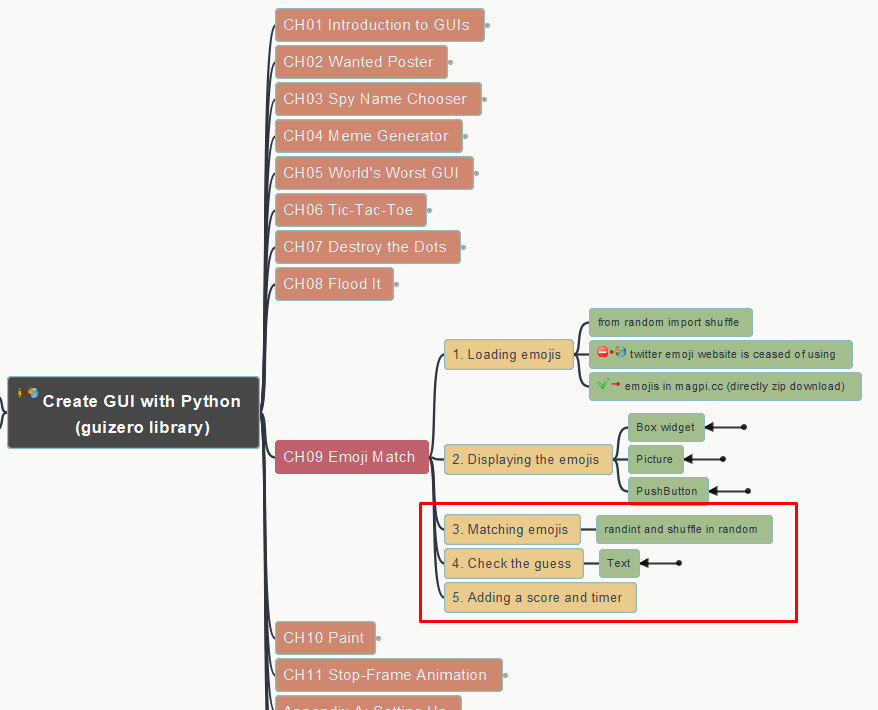 CH01 Introduction to GUIs
CH02 Wanted Poster
CH03 Spy Name Chooser
CH04 Meme Generator
CH05 World's Worst GUI
CH06 Tic-Tac-Toe
CH07 Destroy the Dots
CH08 Flood It
Create GUI with Python
(guizero library)
CH09 Emoji Match
1. Loading emojis
from random import shuffle
twitter emoji website is ceased of using
emojis in magpi.cc (directly zip download)
2. Displaying the emojis
Box widget
Picture
PushButton
3. Matching emojis
randint and shuffle in random
4. Check the guess
Text
5. Adding a score and timer
CH10 Paint
CH11 Stop-Frame Animation
Appendix A: Setting Up